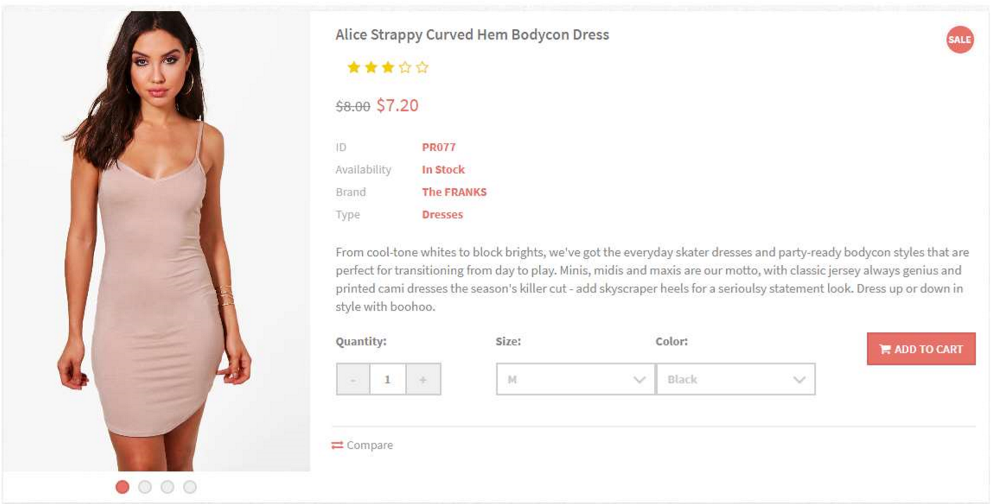 Alice Strappy Curved Hem Bodycon Dress
SALE
$8.00 $7.20
ID PR077
Availability In Stock
Brand The FRANKS
Type Dresses
From cool-tone whites to block brights, we've got the everyday skater dresses and party-ready bodycon styles that are
perfect for transitioning from day to play. Minis, midis and maxis are our motto, with classic jersey always genius and
printed cami dresses the season's killer cut - add skyscraper heels for a serioulsy statement look. Dress up or down in
style with boohoo.
Quantity: Size: Color:
ADD TO CART
- 1 + M Black
Compare